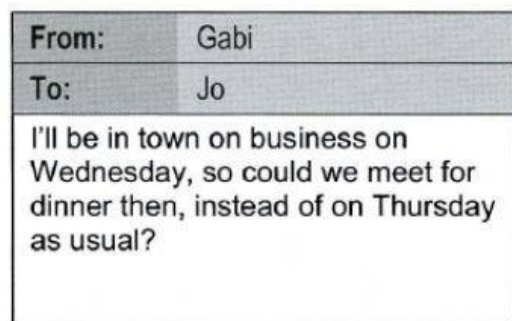 From: Gabi
To: Jo
I'll be in town on business on
Wednesday, so could we meet for
dinner then, instead of on Thursday
as usual?